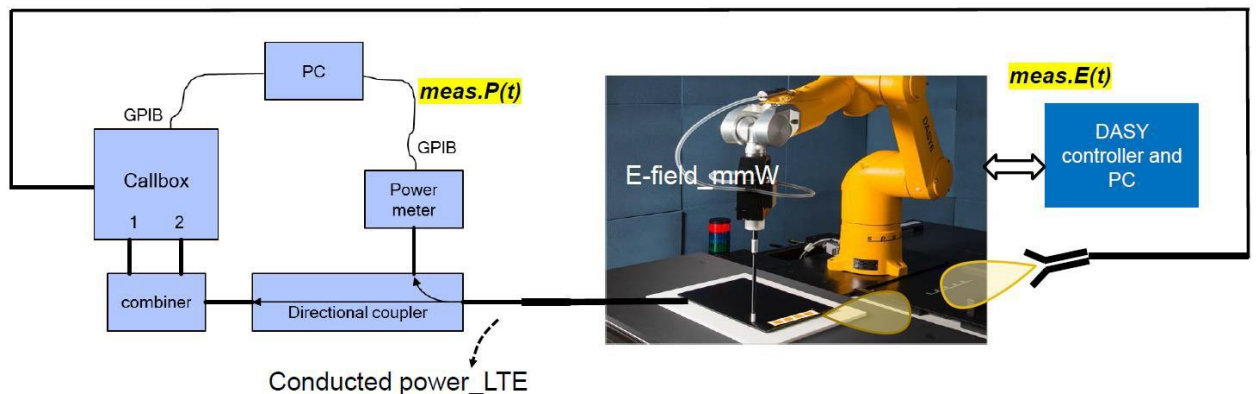 PC
meas.P(t)
meas.E(t)
GPIB
GPIB
DASY
controller and
PC
Callbox
E-field_mmW
Power
meter
1 2
combiner
Directional coupler
Conducted power_LTE
DASY6